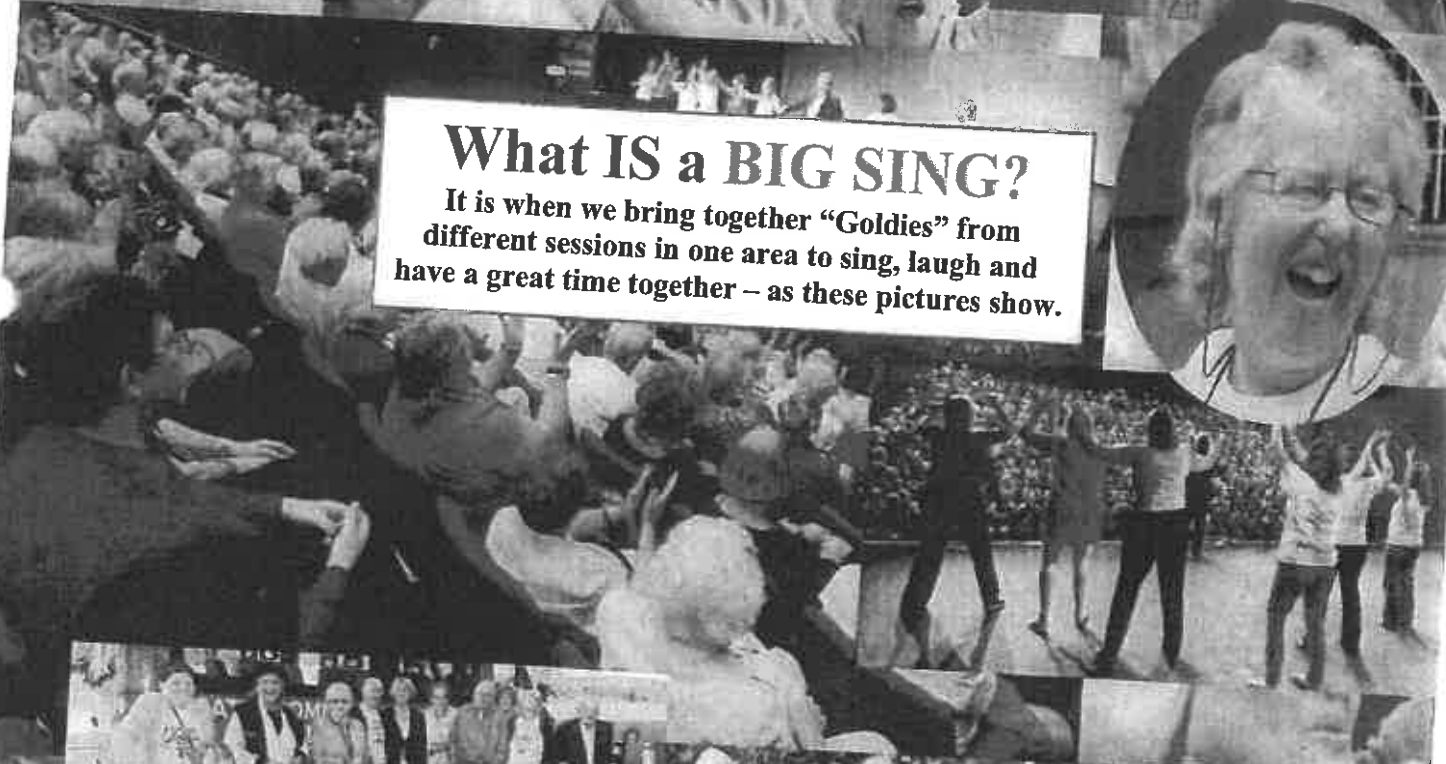 What IS a BIG SING?
It is when we bring together “Goldies” from
different sessions in one area to sing, laugh and
have a great time together – as these pictures show.